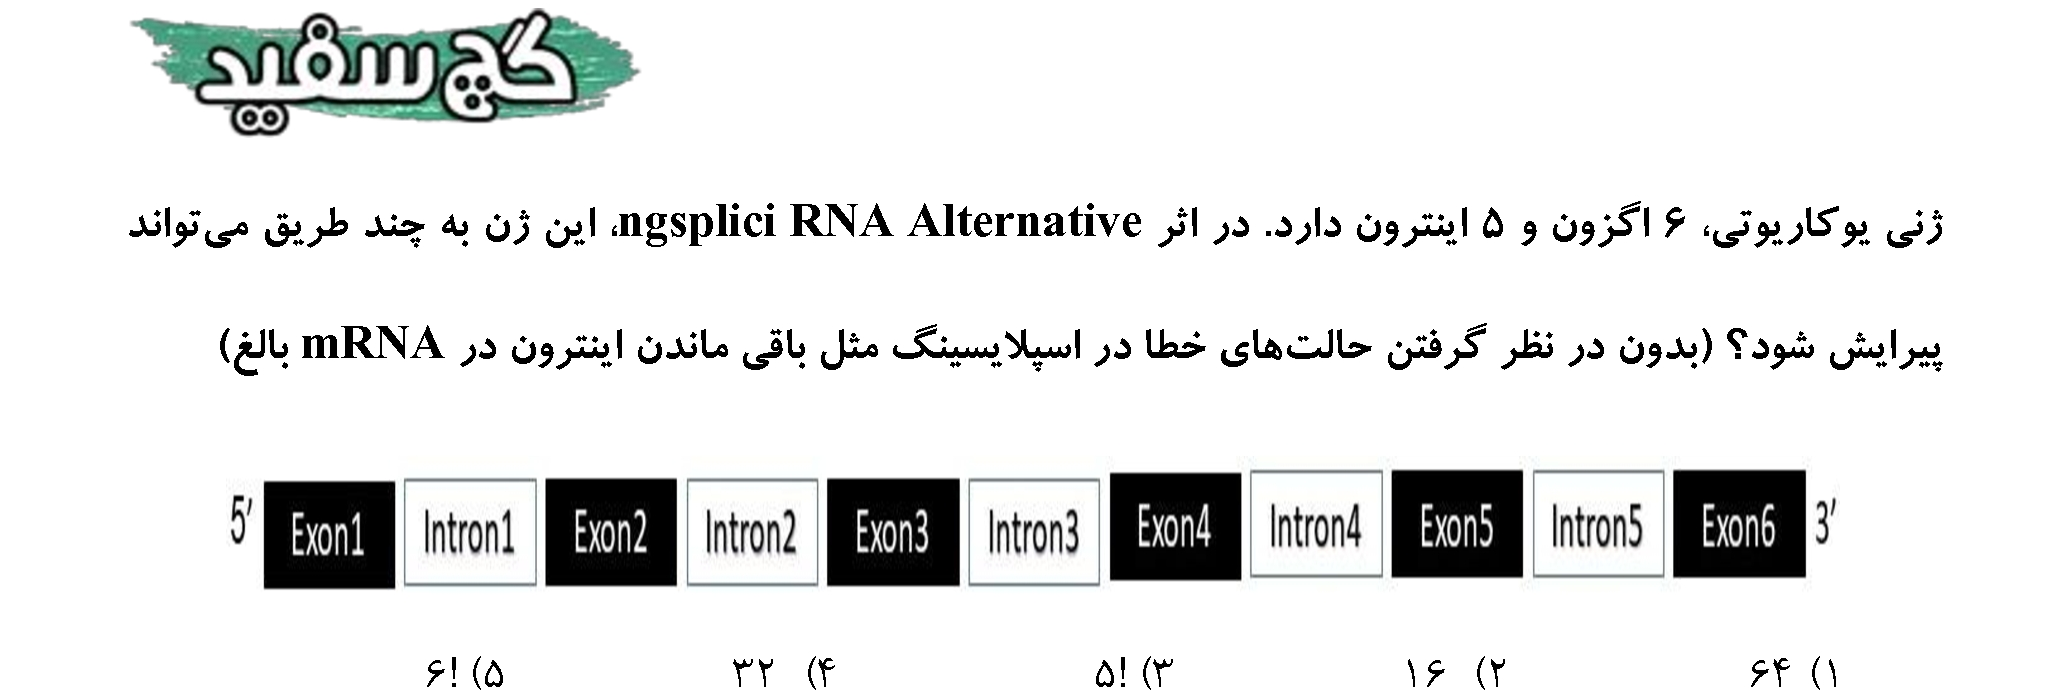 گچ سفید
ژنی یوکاریوتی، ۶ اگزون و ۵ اینترون دارد. در اثر ngsplici RNA Alternative، این ژن به چند طریق می‌تواند
پیرایش شود؟ (بدون در نظر گرفتن حالت‌های خطا در اسپلایسینگ مثل باقی ماندن اینترون در mRNA بالغ)
5′ Exon1 Intron1 Exon2 Intron2 Exon3 Intron3 Exon4 Intron4 Exon5 Intron5 Exon6 3′
۱) ۶۴ ۲) ۱۶ ۳) !۵ ۴) ۳۲ ۵) !۶